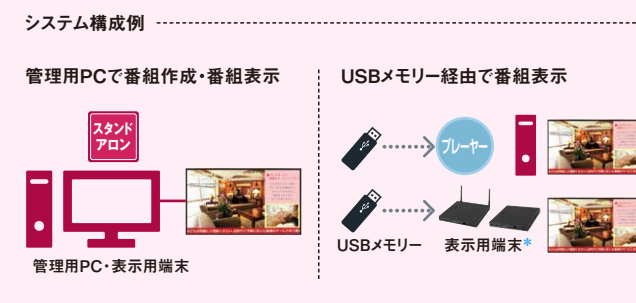 システム構成例
管理用PCで番組作成・番組表示
スタンド
アロン
管理用PC・表示用端末
USBメモリー経由で番組表示
プレーヤー
USBメモリー
表示用端末*